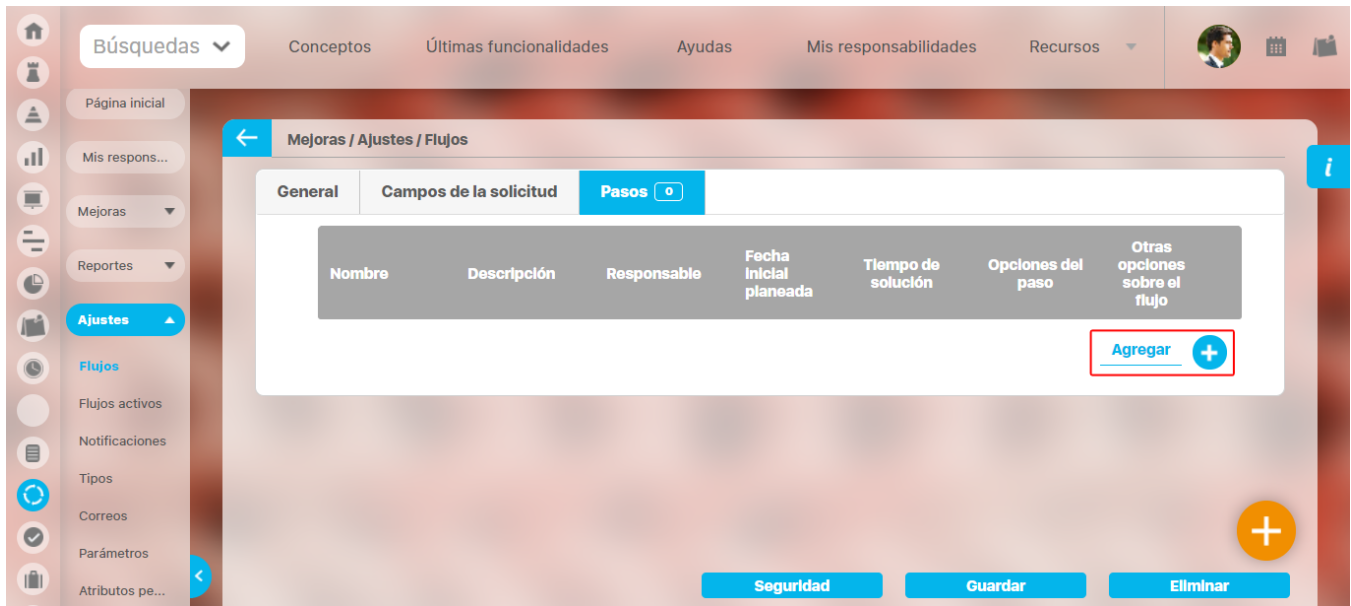 Búsquedas
Conceptos
Últimas funcionalidades
Ayudas
Mis responsabilidades
Recursos
Página inicial
Mis respons...
Mejoras
Reportes
Ajustes
Flujos
Flujos activos
Notificaciones
Tipos
Correos
Parámetros
Atributos pe...
Mejoras / Ajustes / Flujos
i
General
Campos de la solicitud
Pasos 0
Nombre
Descripción
Responsable
Fecha
inicial
planeada
Tiempo de
solución
Opciones del
paso
Otras
opciones
sobre el
flujo
Agregar
Seguridad
Guardar
Eliminar